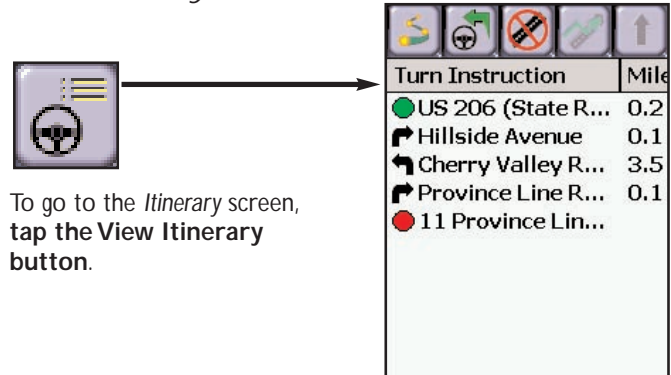 To go to the Itinerary screen,
tap the View Itinerary
button.
Turn Instruction Mile
US 206 (State R... 0.2
Hillside Avenue 0.1
Cherry Valley R... 3.5
Province Line R... 0.1
11 Province Lin...